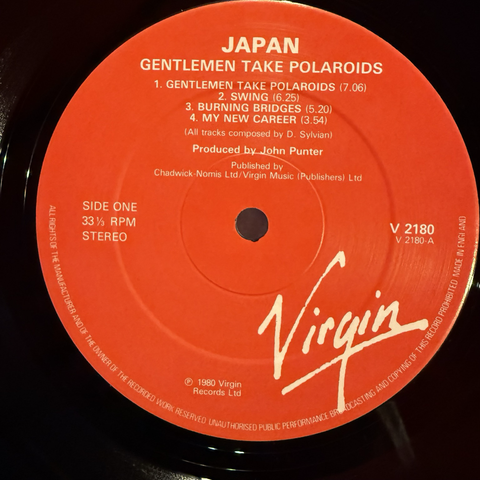 JAPAN
GENTLEMEN TAKE POLAROIDS
1. GENTLEMEN TAKE POLAROIDS (7.06)
2. SWING (6.25)
3. BURNING BRIDGES (5.20)
4. MY NEW CAREER (3.54)
(All tracks composed by D. Sylvian)
Produced by John Punter
Published by
Chadwick-Nomis Ltd/Virgin Music (Publishers) Ltd
SIDE ONE
33⅓ RPM
STEREO
V 2180
V 2180-A
Virgin
℗ 1980 Virgin
Records Ltd
ALL RIGHTS OF THE MANUFACTURER AND OF THE OWNER OF THE RECORDED WORK RESERVED UNAUTHORISED PUBLIC PERFORMANCE BROADCASTING AND COPYING OF THIS RECORD PROHIBITED MADE IN ENGLAND